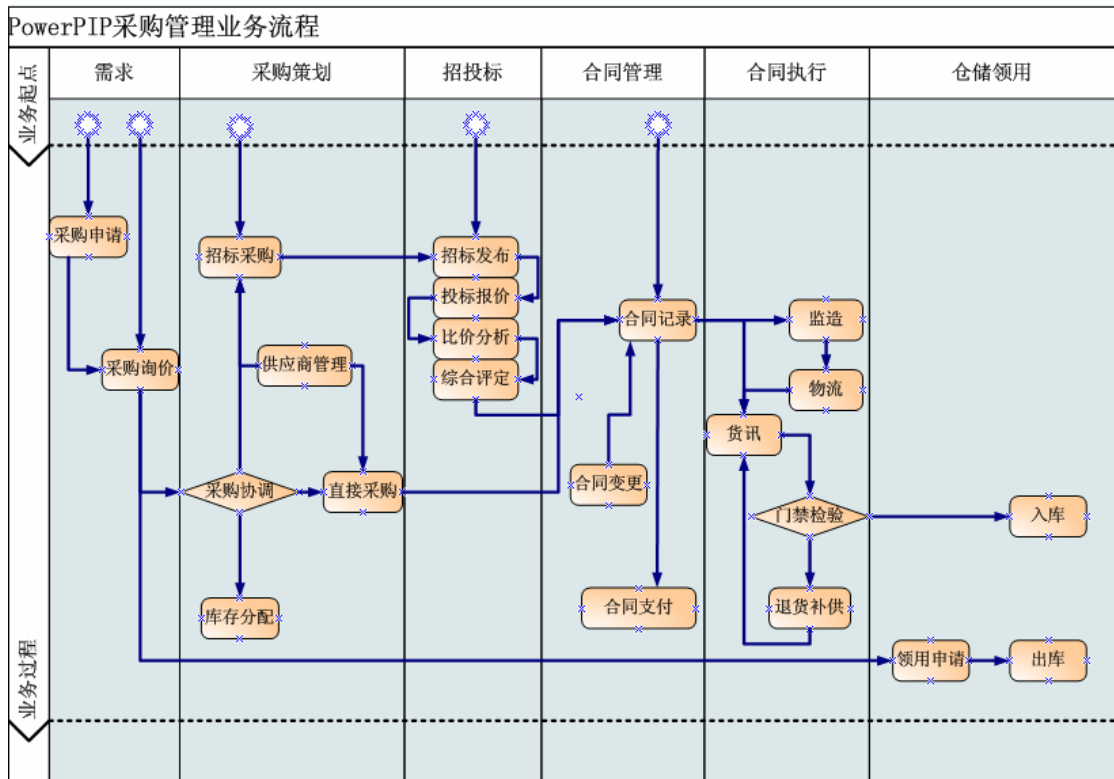 PowerPIP采购管理业务流程
业务起点
需求
采购策划
招投标
合同管理
合同执行
仓储领用
采购申请
招标采购
招标发布
投标报价
合同记录
监造
比价分析
采购询价
供应商管理
综合评定
物流
货讯
采购协调
直接采购
合同变更
门禁检验
入库
库存分配
合同支付
退货补供
业务过程
领用申请
出库